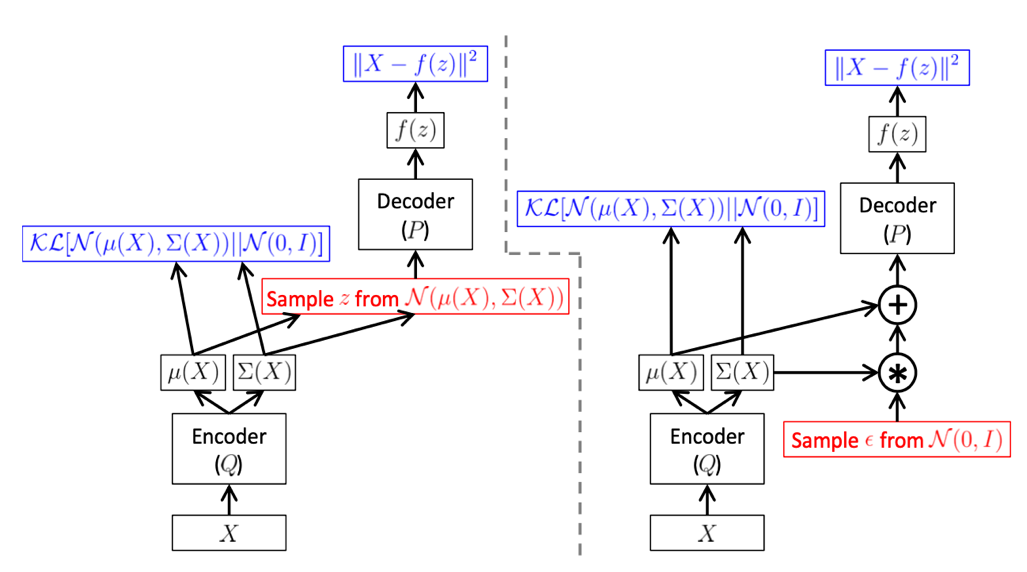 ‖X − f(z)‖²
f(z)
Decoder
(P)
𝒦ℒ[𝒩(μ(X), Σ(X))||𝒩(0, I)]
Sample z from 𝒩(μ(X), Σ(X))
μ(X)
Σ(X)
Encoder
(Q)
X
‖X − f(z)‖²
f(z)
𝒦ℒ[𝒩(μ(X), Σ(X))||𝒩(0, I)]
Decoder
(P)
+
μ(X)
Σ(X)
*
Sample ϵ from 𝒩(0, I)
Encoder
(Q)
X